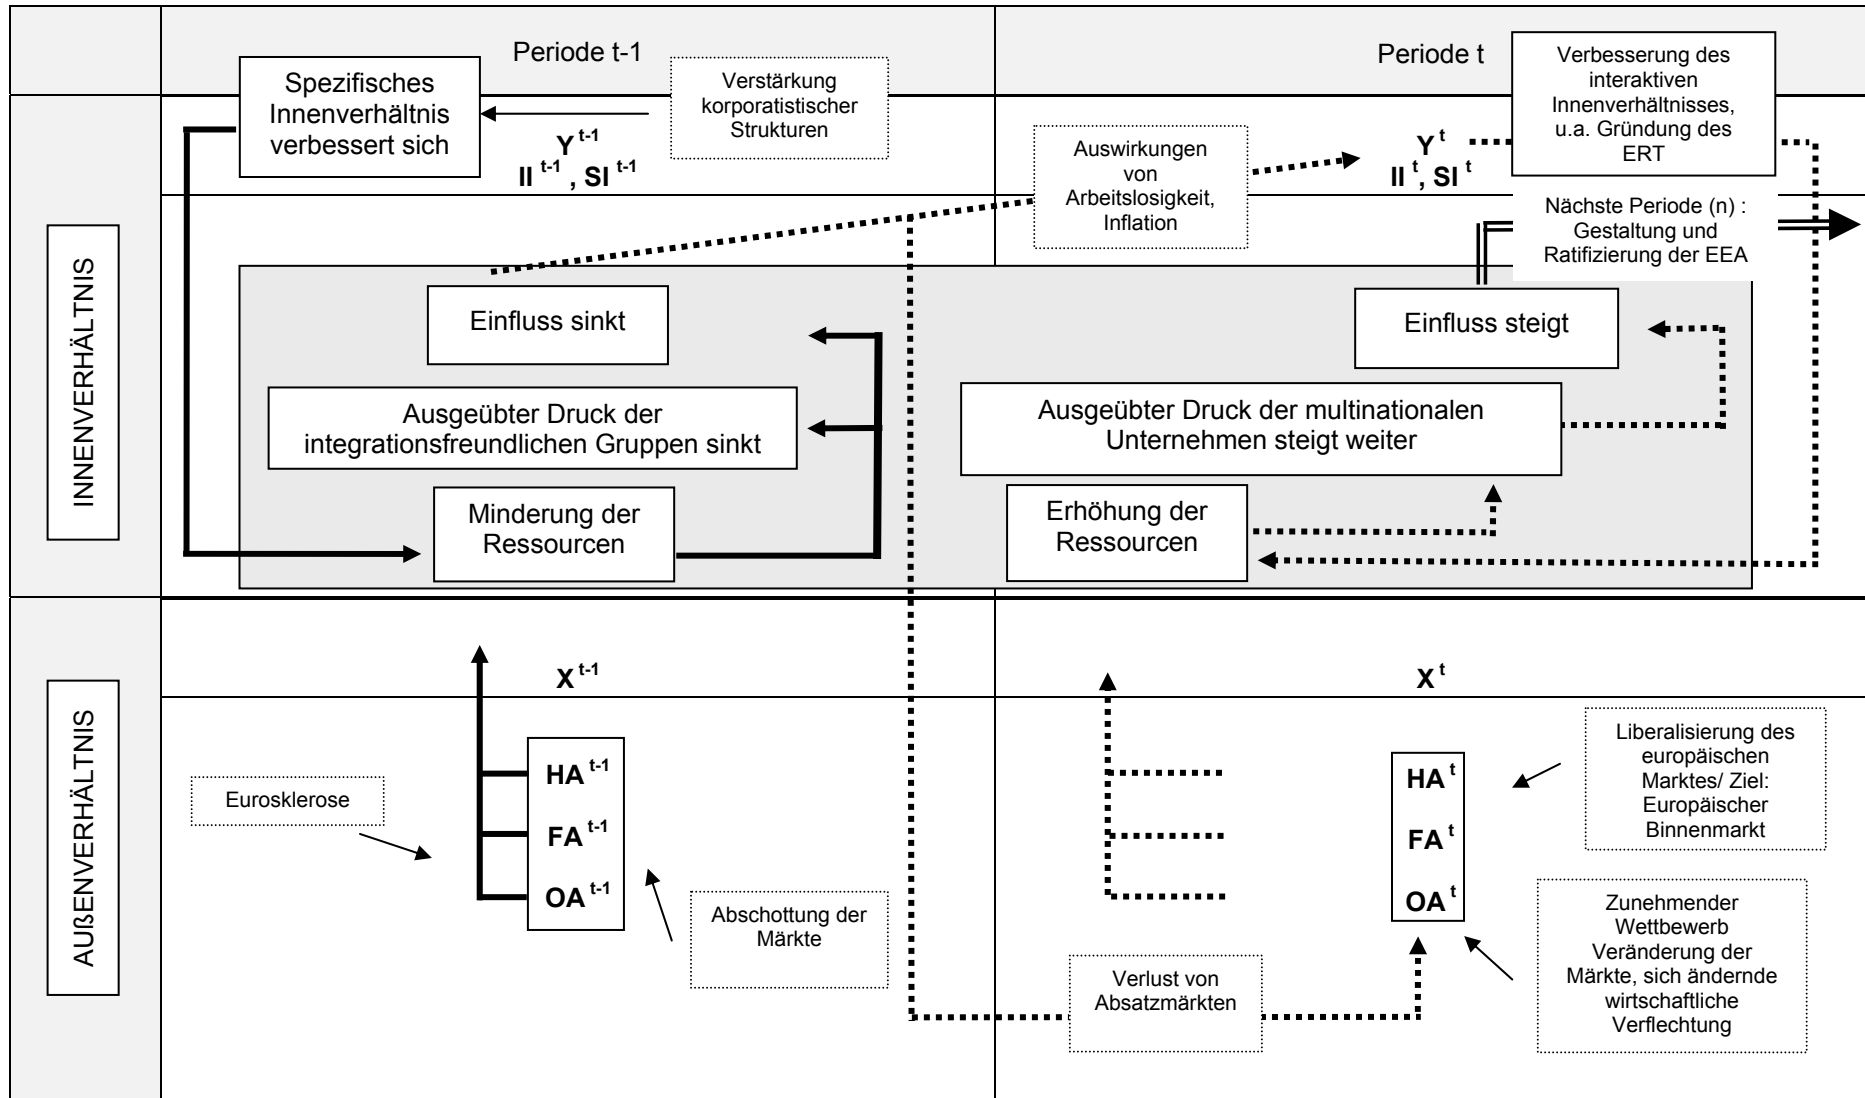 Periode t-1
Periode t
Spezifisches
Innenverhältnis
verbessert sich
Verstärkung
korporatistischer
Strukturen
Y t-1
II t-1 , SI t-1
Auswirkungen
von
Arbeitslosigkeit,
Inflation
Y t
II t, SI t
Verbesserung des
interaktiven
Innenverhältnisses,
u.a. Gründung des
ERT
Nächste Periode (n) :
Gestaltung und
Ratifizierung der EEA
INNENVERHÄLTNIS
Einfluss sinkt
Ausgeübter Druck der
integrationsfreundlichen Gruppen sinkt
Minderung der
Ressourcen
Einfluss steigt
Ausgeübter Druck der multinationalen
Unternehmen steigt weiter
Erhöhung der
Ressourcen
AUßENVERHÄLTNIS
X t-1
Eurosklerose
HA t-1
FA t-1
OA t-1
Abschottung der
Märkte
X t
HA t
FA t
OA t
Liberalisierung des
europäischen
Marktes/ Ziel:
Europäischer
Binnenmarkt
Verlust von
Absatzmärkten
Zunehmender
Wettbewerb
Veränderung der
Märkte, sich ändernde
wirtschaftliche
Verflechtung